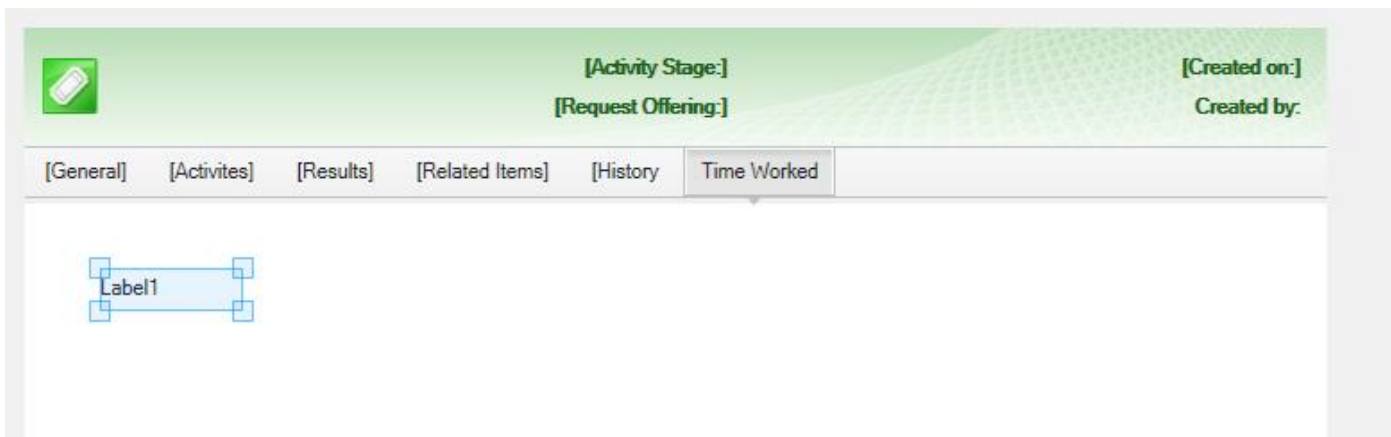 [Activity Stage:] [Created on:]
[Request Offering:] Created by:
[General] [Activites] [Results] [Related Items] [History Time Worked
Label1